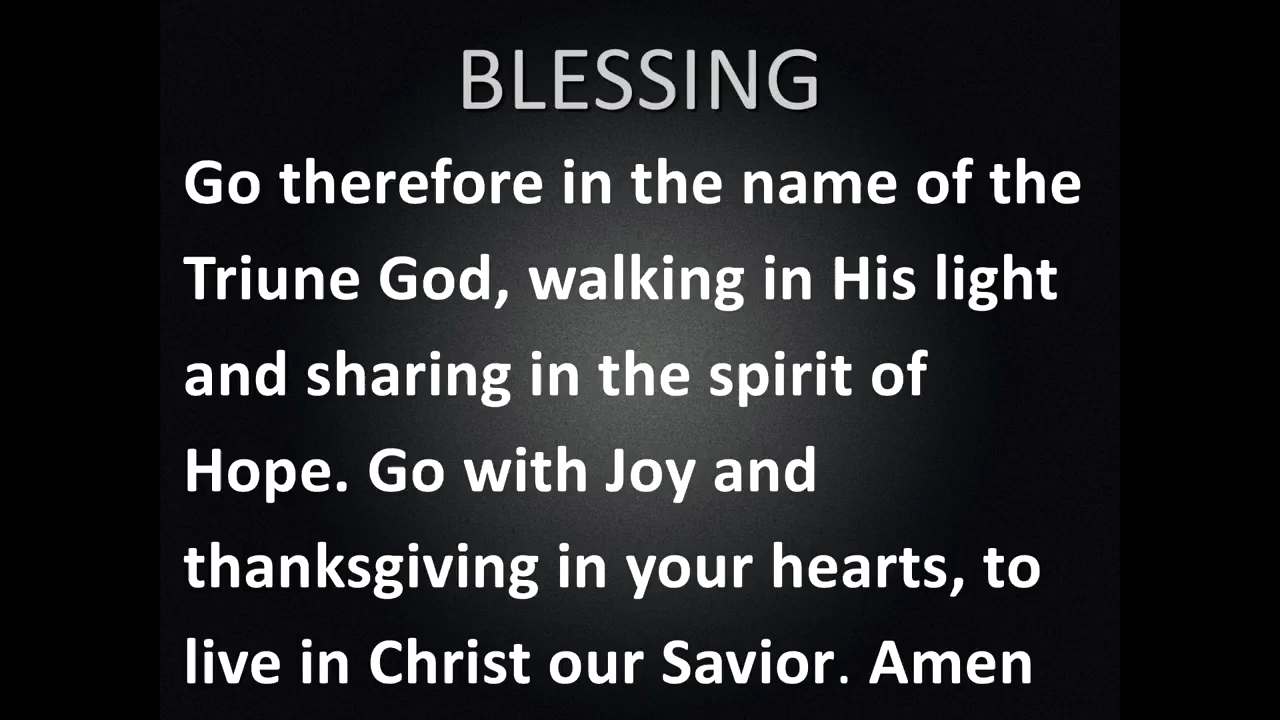 BLESSING
Go therefore in the name of the
Triune God, walking in His light
and sharing in the spirit of
Hope. Go with Joy and
thanksgiving in your hearts, to
live in Christ our Savior. Amen